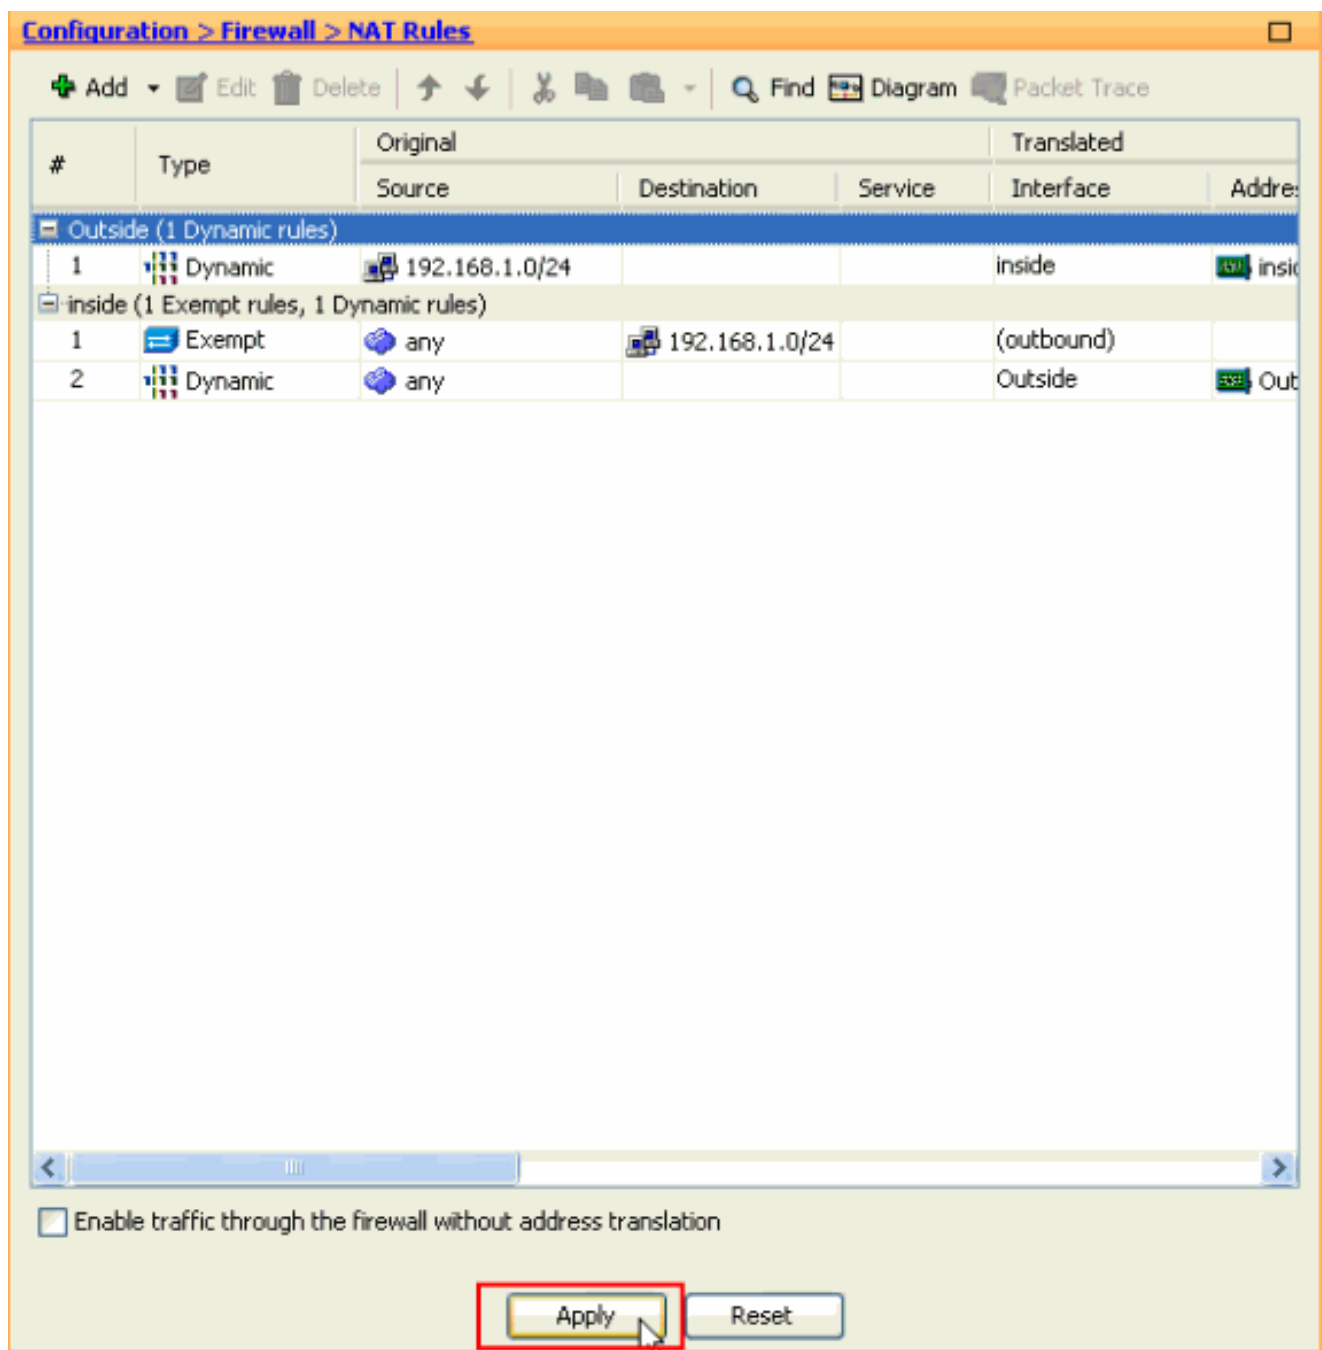 Configuration > Firewall > NAT Rules
Add Edit Delete Find Diagram Packet Trace
# Type Original Translated
Source Destination Service Interface Addre
Outside (1 Dynamic rules)
1 Dynamic 192.168.1.0/24 inside insid
inside (1 Exempt rules, 1 Dynamic rules)
1 Exempt any 192.168.1.0/24 (outbound)
2 Dynamic any Outside Out
Enable traffic through the firewall without address translation
Apply Reset